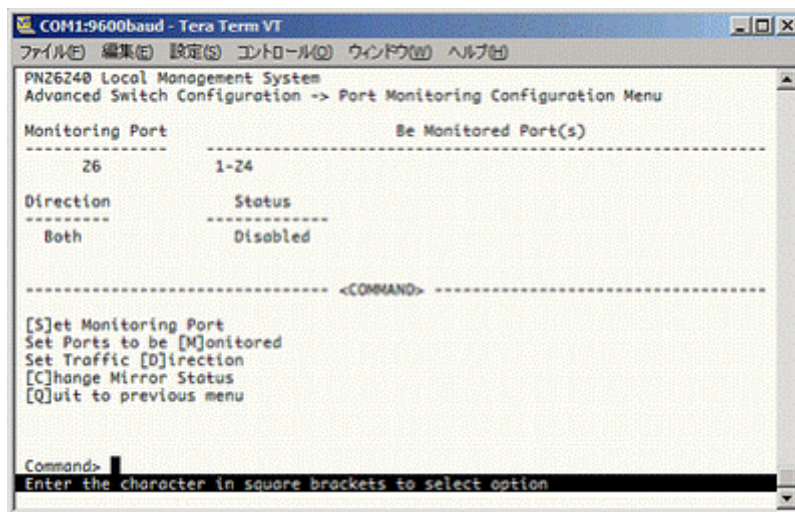 COM1:9600baud - Tera Term VT
ファイル(F) 編集(E) 設定(S) コントロール(O) ウィンドウ(W) ヘルプ(H)
PN26240 Local Management System
Advanced Switch Configuration -> Port Monitoring Configuration Menu
Monitoring Port Be Monitored Port(s)
---------------- ----------------------------------------------------------------
26 1-24
Direction Status
--------- -------------
Both Disabled
--------------------------------- <COMMAND> ------------------------------------
[S]et Monitoring Port
Set Ports to be [M]onitored
Set Traffic [D]irection
[C]hange Mirror Status
[Q]uit to previous menu
Command>
Enter the character in square brackets to select option